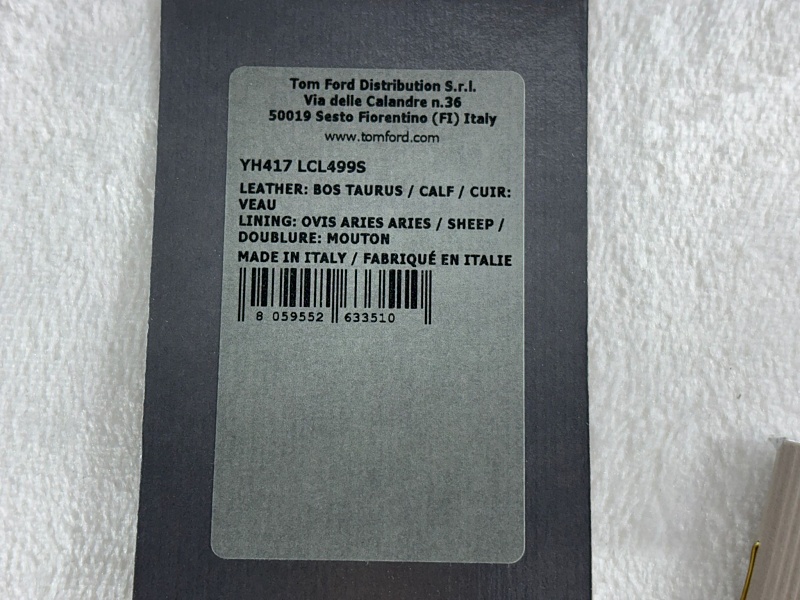 Tom Ford Distribution S.r.l.
Via delle Calandre n.36
50019 Sesto Fiorentino (FI) Italy
www.tomford.com
YH417 LCL499S
LEATHER: BOS TAURUS / CALF / CUIR:
VEAU
LINING: OVIS ARIES ARIES / SHEEP /
DOUBLURE: MOUTON
MADE IN ITALY / FABRIQUÉ EN ITALIE
8 059552 633510